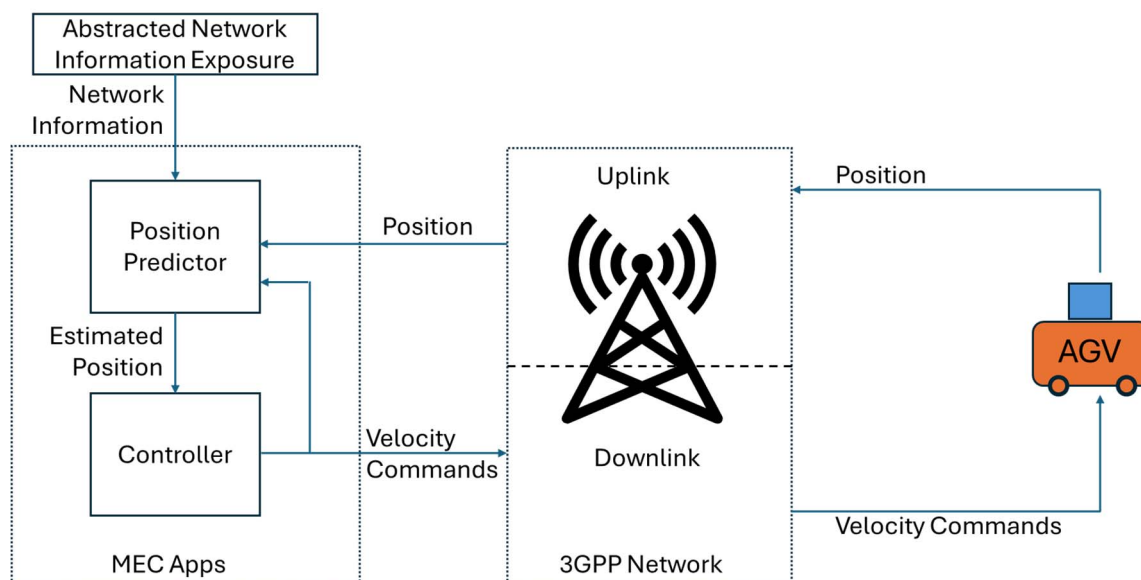 Abstracted Network
Information Exposure
Network
Information
Uplink
Position
Position
Position
Predictor
Estimated
Position
AGV
Controller
Velocity
Commands
Downlink
Velocity Commands
MEC Apps
3GPP Network